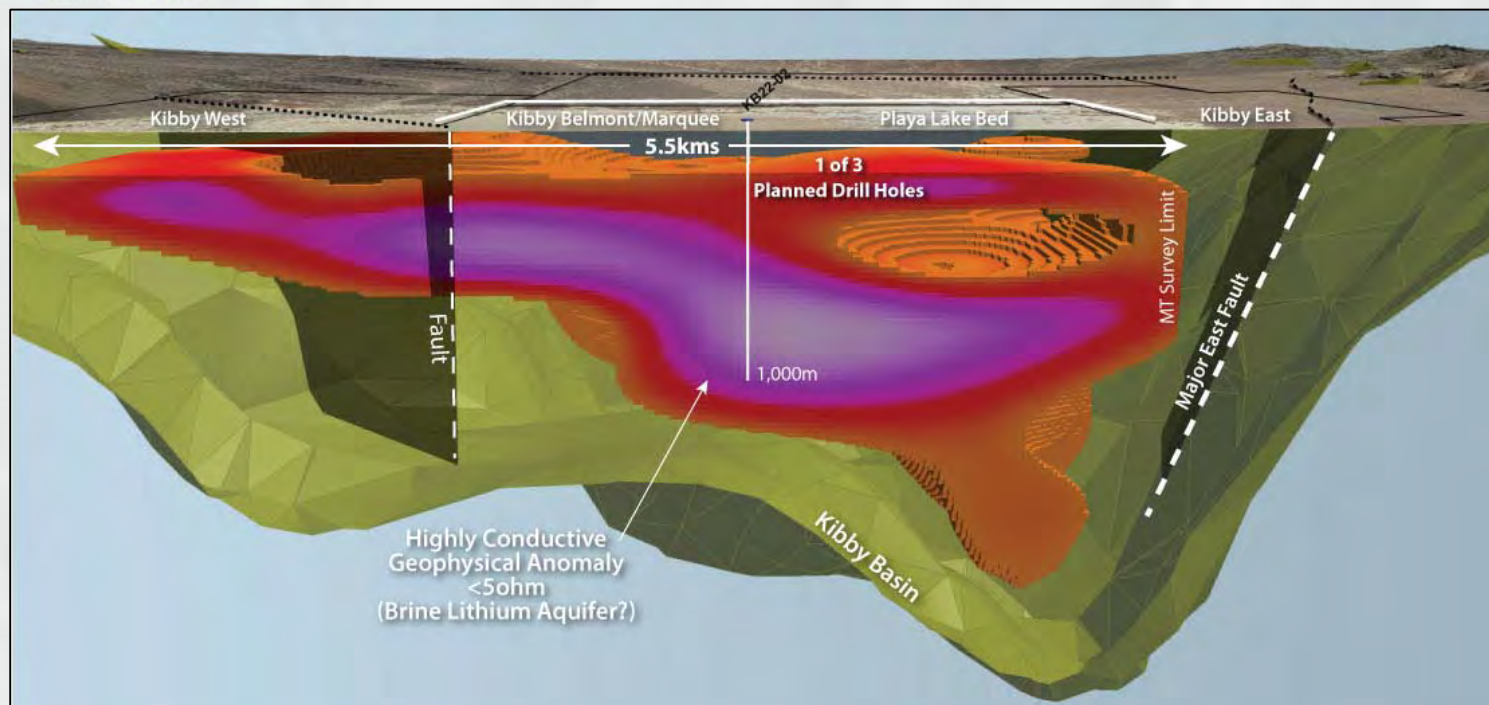 KB22-02
Kibby West
Kibby Belmont/Marquee
Playa Lake Bed
Kibby East
5.5kms
1 of 3
Planned Drill Holes
MT Survey Limit
Fault
Major East Fault
1,000m
Highly Conductive
Geophysical Anomaly
<5ohm
(Brine Lithium Aquifer?)
Kibby Basin